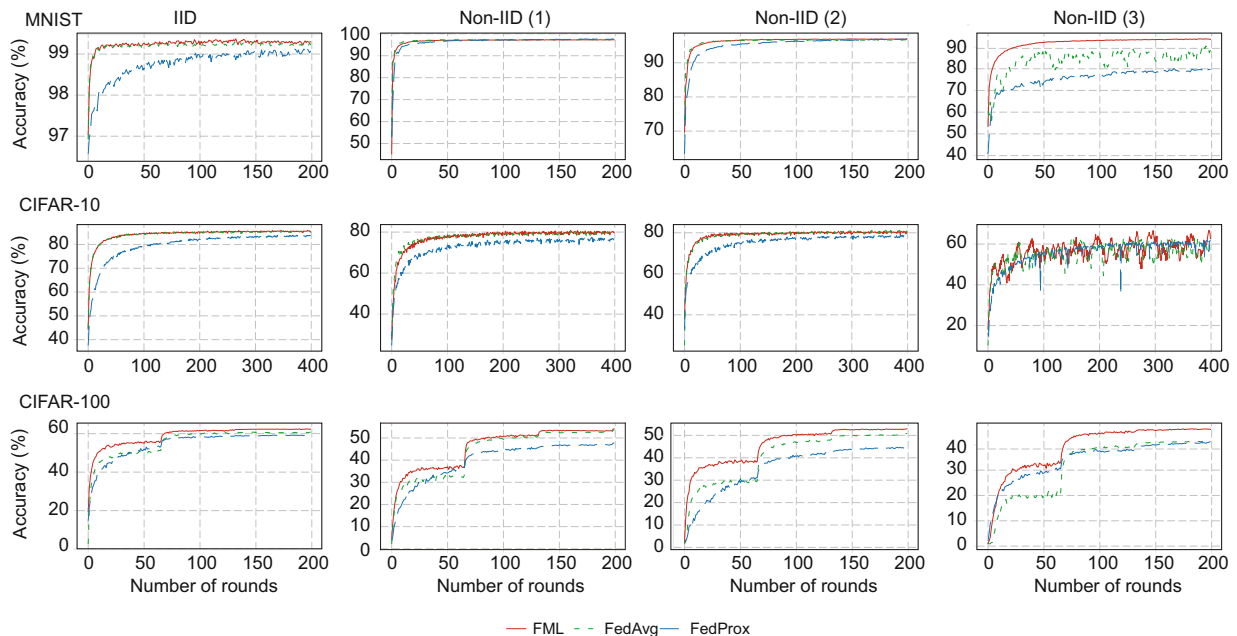 MNIST IID Non-IID (1) Non-IID (2) Non-IID (3)
Accuracy (%)
99
98
97
0 50 100 150 200
100
90
80
70
60
50
0 50 100 150 200
90
80
70
0 50 100 150 200
90
80
70
60
50
40
0 50 100 150 200
CIFAR-10
Accuracy (%)
80
70
60
50
40
0 100 200 300 400
80
60
40
0 100 200 300 400
80
60
40
0 100 200 300 400
60
40
20
0 100 200 300 400
CIFAR-100
Accuracy (%)
60
40
20
0
0 50 100 150 200
50
40
30
20
10
0
0 50 100 150 200
50
40
30
20
10
0
0 50 100 150 200
40
30
20
10
0
0 50 100 150 200
Number of rounds Number of rounds Number of rounds Number of rounds
FML FedAvg FedProx